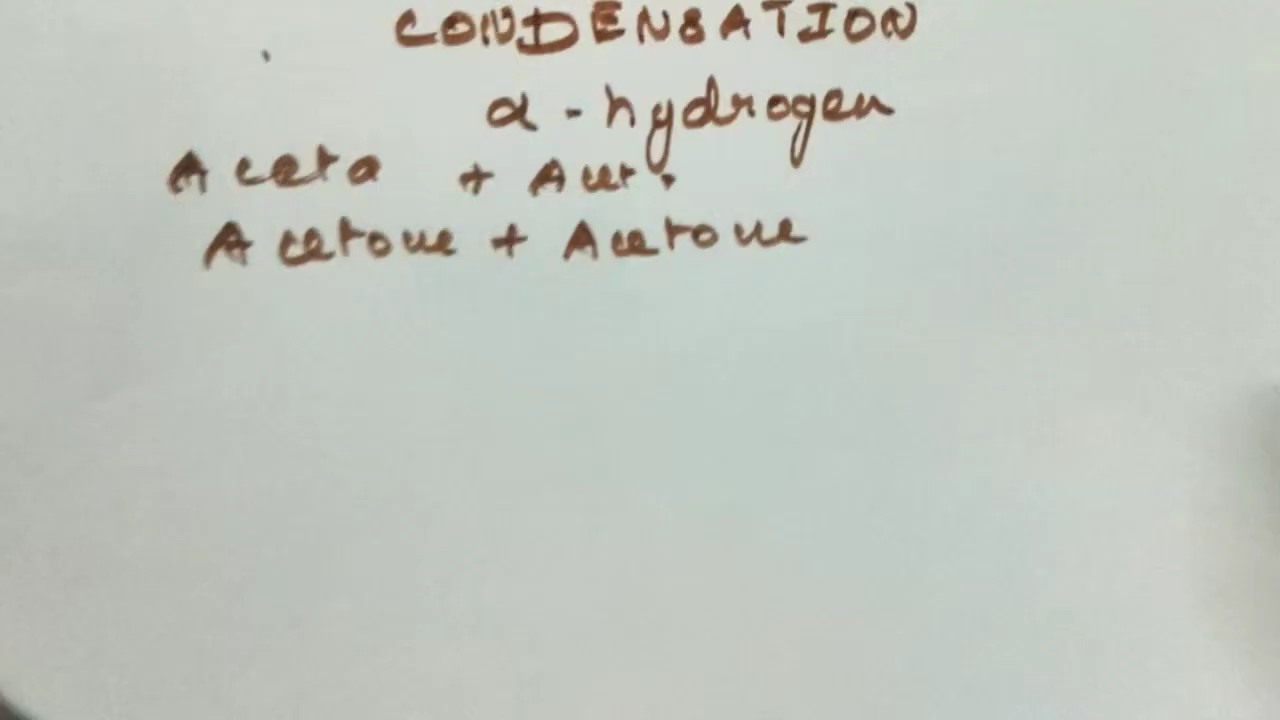 CONDENSATION
α - hydrogen
Aceta + Acet.
Acetone + Acetone